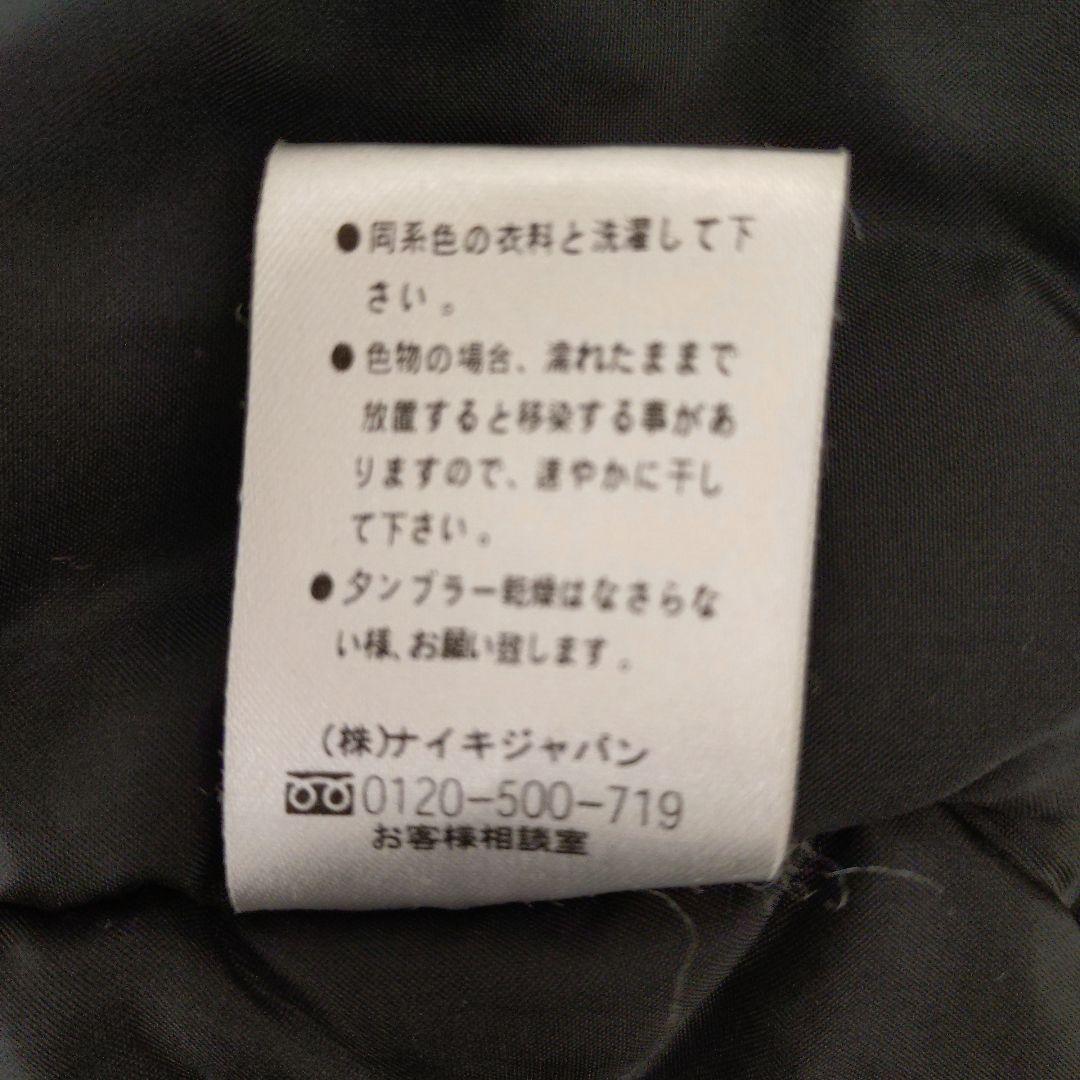 ●同系色の衣料と洗濯して下
さい。
●色物の場合、濡れたままで
放置すると移染する事があ
りますので、速やかに干し
て下さい。
●タンブラー乾燥はなさらな
い様、お願い致します。
(株)ナイキジャパン
0120-500-719
お客様相談室